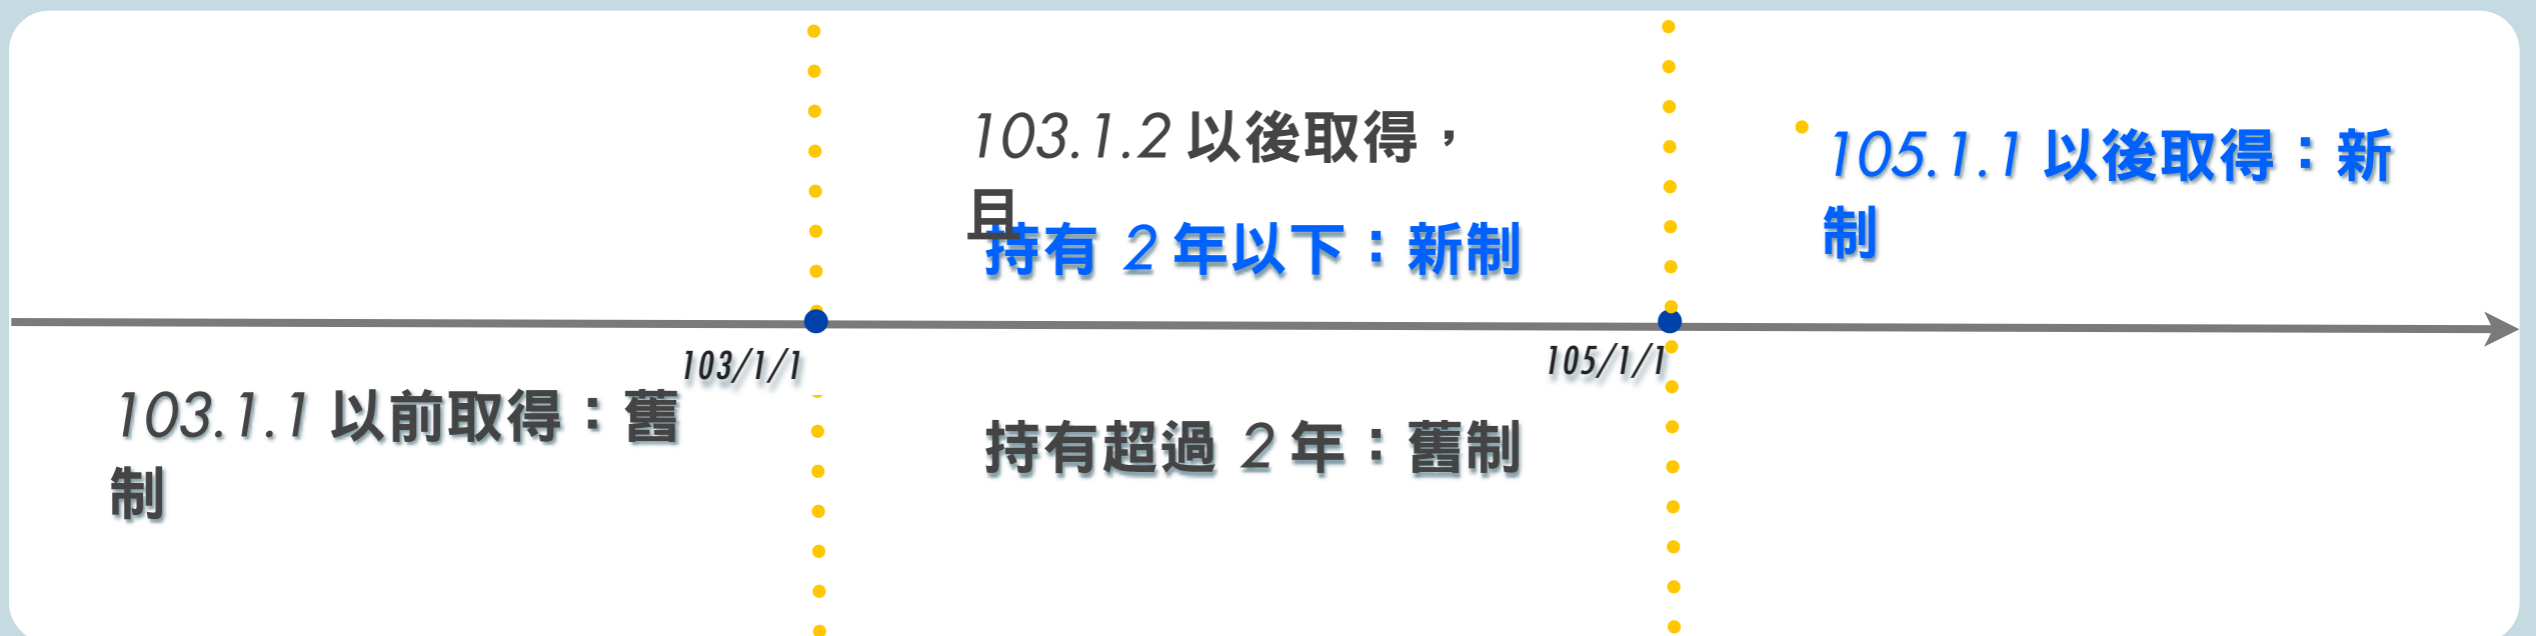 103.1.1 以前取得：舊
制
103/1/1
103.1.2 以後取得，
且
持有 2 年以下：新制
持有超過 2 年：舊制
105/1/1
105.1.1 以後取得：新
制